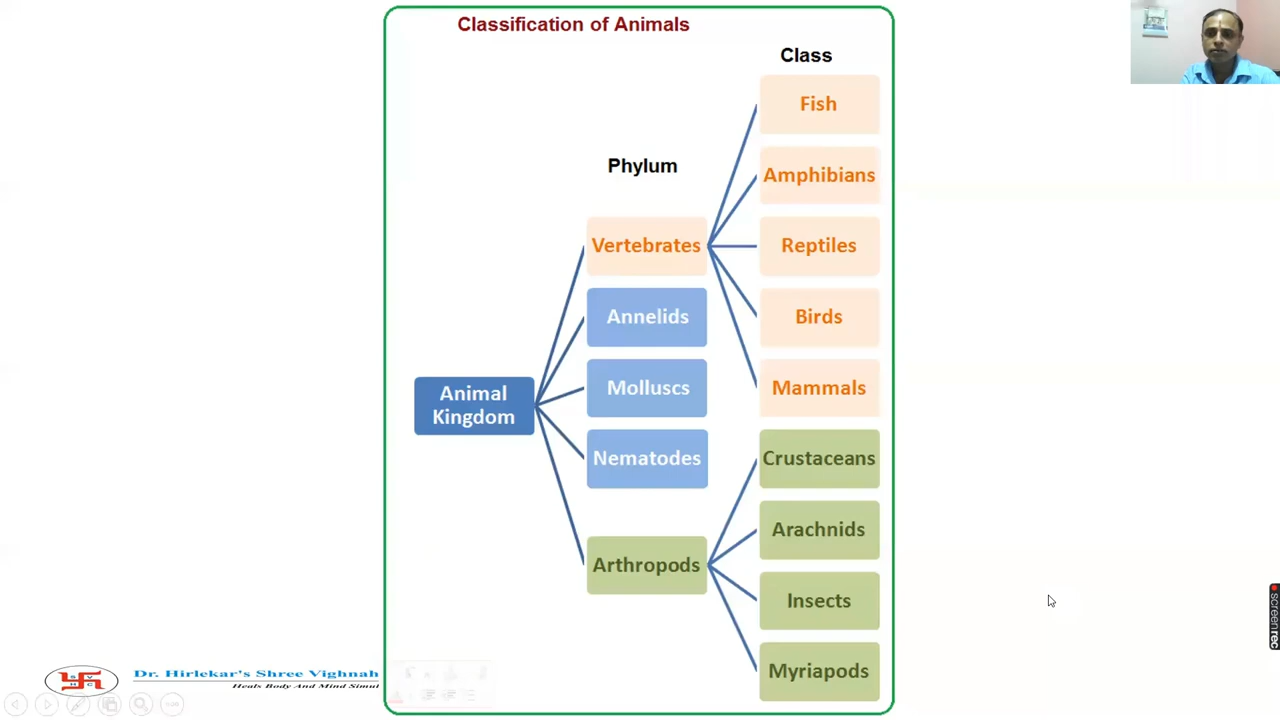 Classification of Animals
Class
Fish
Phylum
Amphibians
Vertebrates
Reptiles
Annelids
Birds
Molluscs
Mammals
Animal
Kingdom
Nematodes
Crustaceans
Arachnids
Arthropods
Insects
Myriapods
Dr. Hirlekar's Shree Vighnah
Heals Body And Mind Simul
screenrec